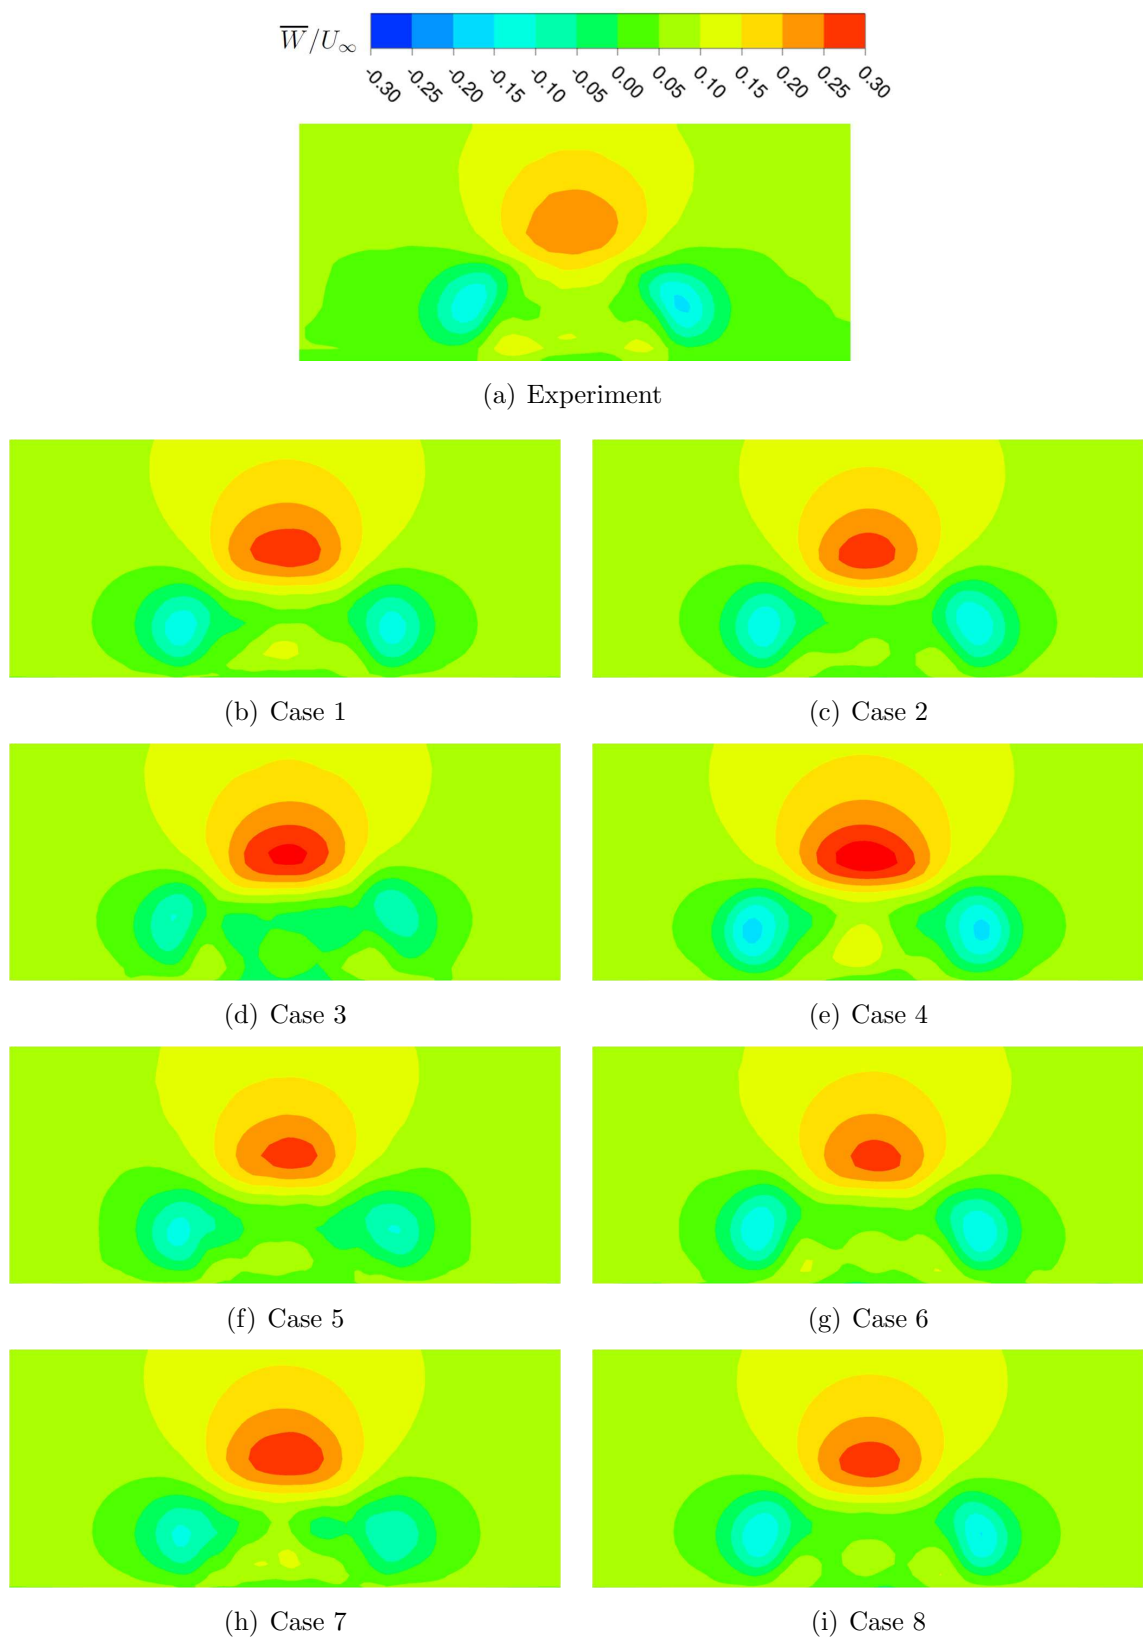 W̅/U∞
-0.30 -0.25 -0.20 -0.15 -0.10 -0.05 0.00 0.05 0.10 0.15 0.20 0.25 0.30
(a) Experiment
(b) Case 1
(c) Case 2
(d) Case 3
(e) Case 4
(f) Case 5
(g) Case 6
(h) Case 7
(i) Case 8